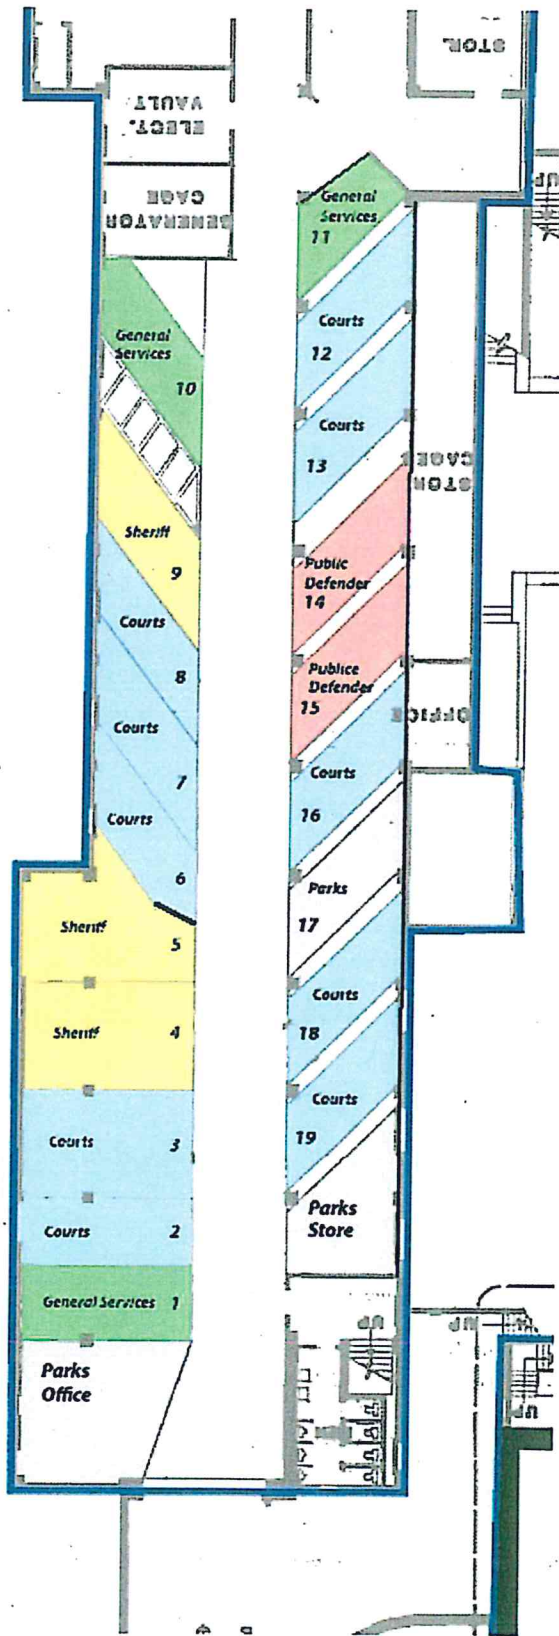 STOR.
ELECT.
VAULT
GENERATOR
CAGE
UP
General
Services
11
Courts
12
General
Services
10
Courts
13
STOR
CAGES
Sheriff
9
Public
Defender
14
Courts
8
Publice
Defender
15
OFFICE
Courts
7
Courts
16
Courts
6
Parks
17
Sheriff
5
Courts
18
Sheriff
4
Courts
19
Courts
3
Parks
Store
Courts
2
General Services 1
UP
UP
UP
Parks
Office
UP